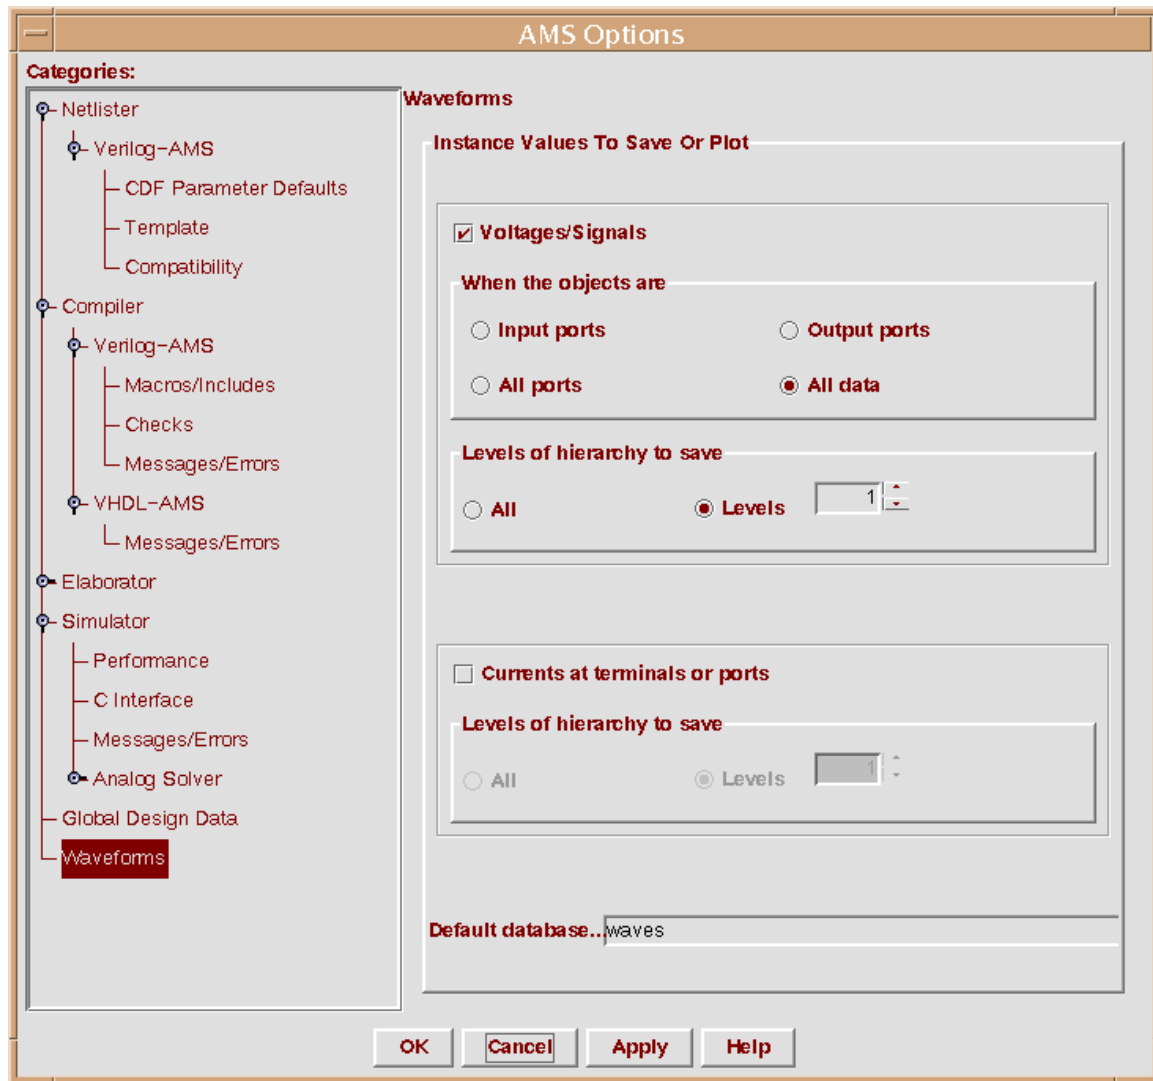 AMS Options
Categories:
Netlister
Verilog-AMS
CDF Parameter Defaults
Template
Compatibility
Compiler
Verilog-AMS
Macros/Includes
Checks
Messages/Errors
VHDL-AMS
Messages/Errors
Elaborator
Simulator
Performance
C Interface
Messages/Errors
Analog Solver
Global Design Data
Waveforms
Waveforms
Instance Values To Save Or Plot
Voltages/Signals
When the objects are
Input ports Output ports
All ports All data
Levels of hierarchy to save
All Levels 1
Currents at terminals or ports
Levels of hierarchy to save
All Levels 1
Default database...waves
OK Cancel Apply Help